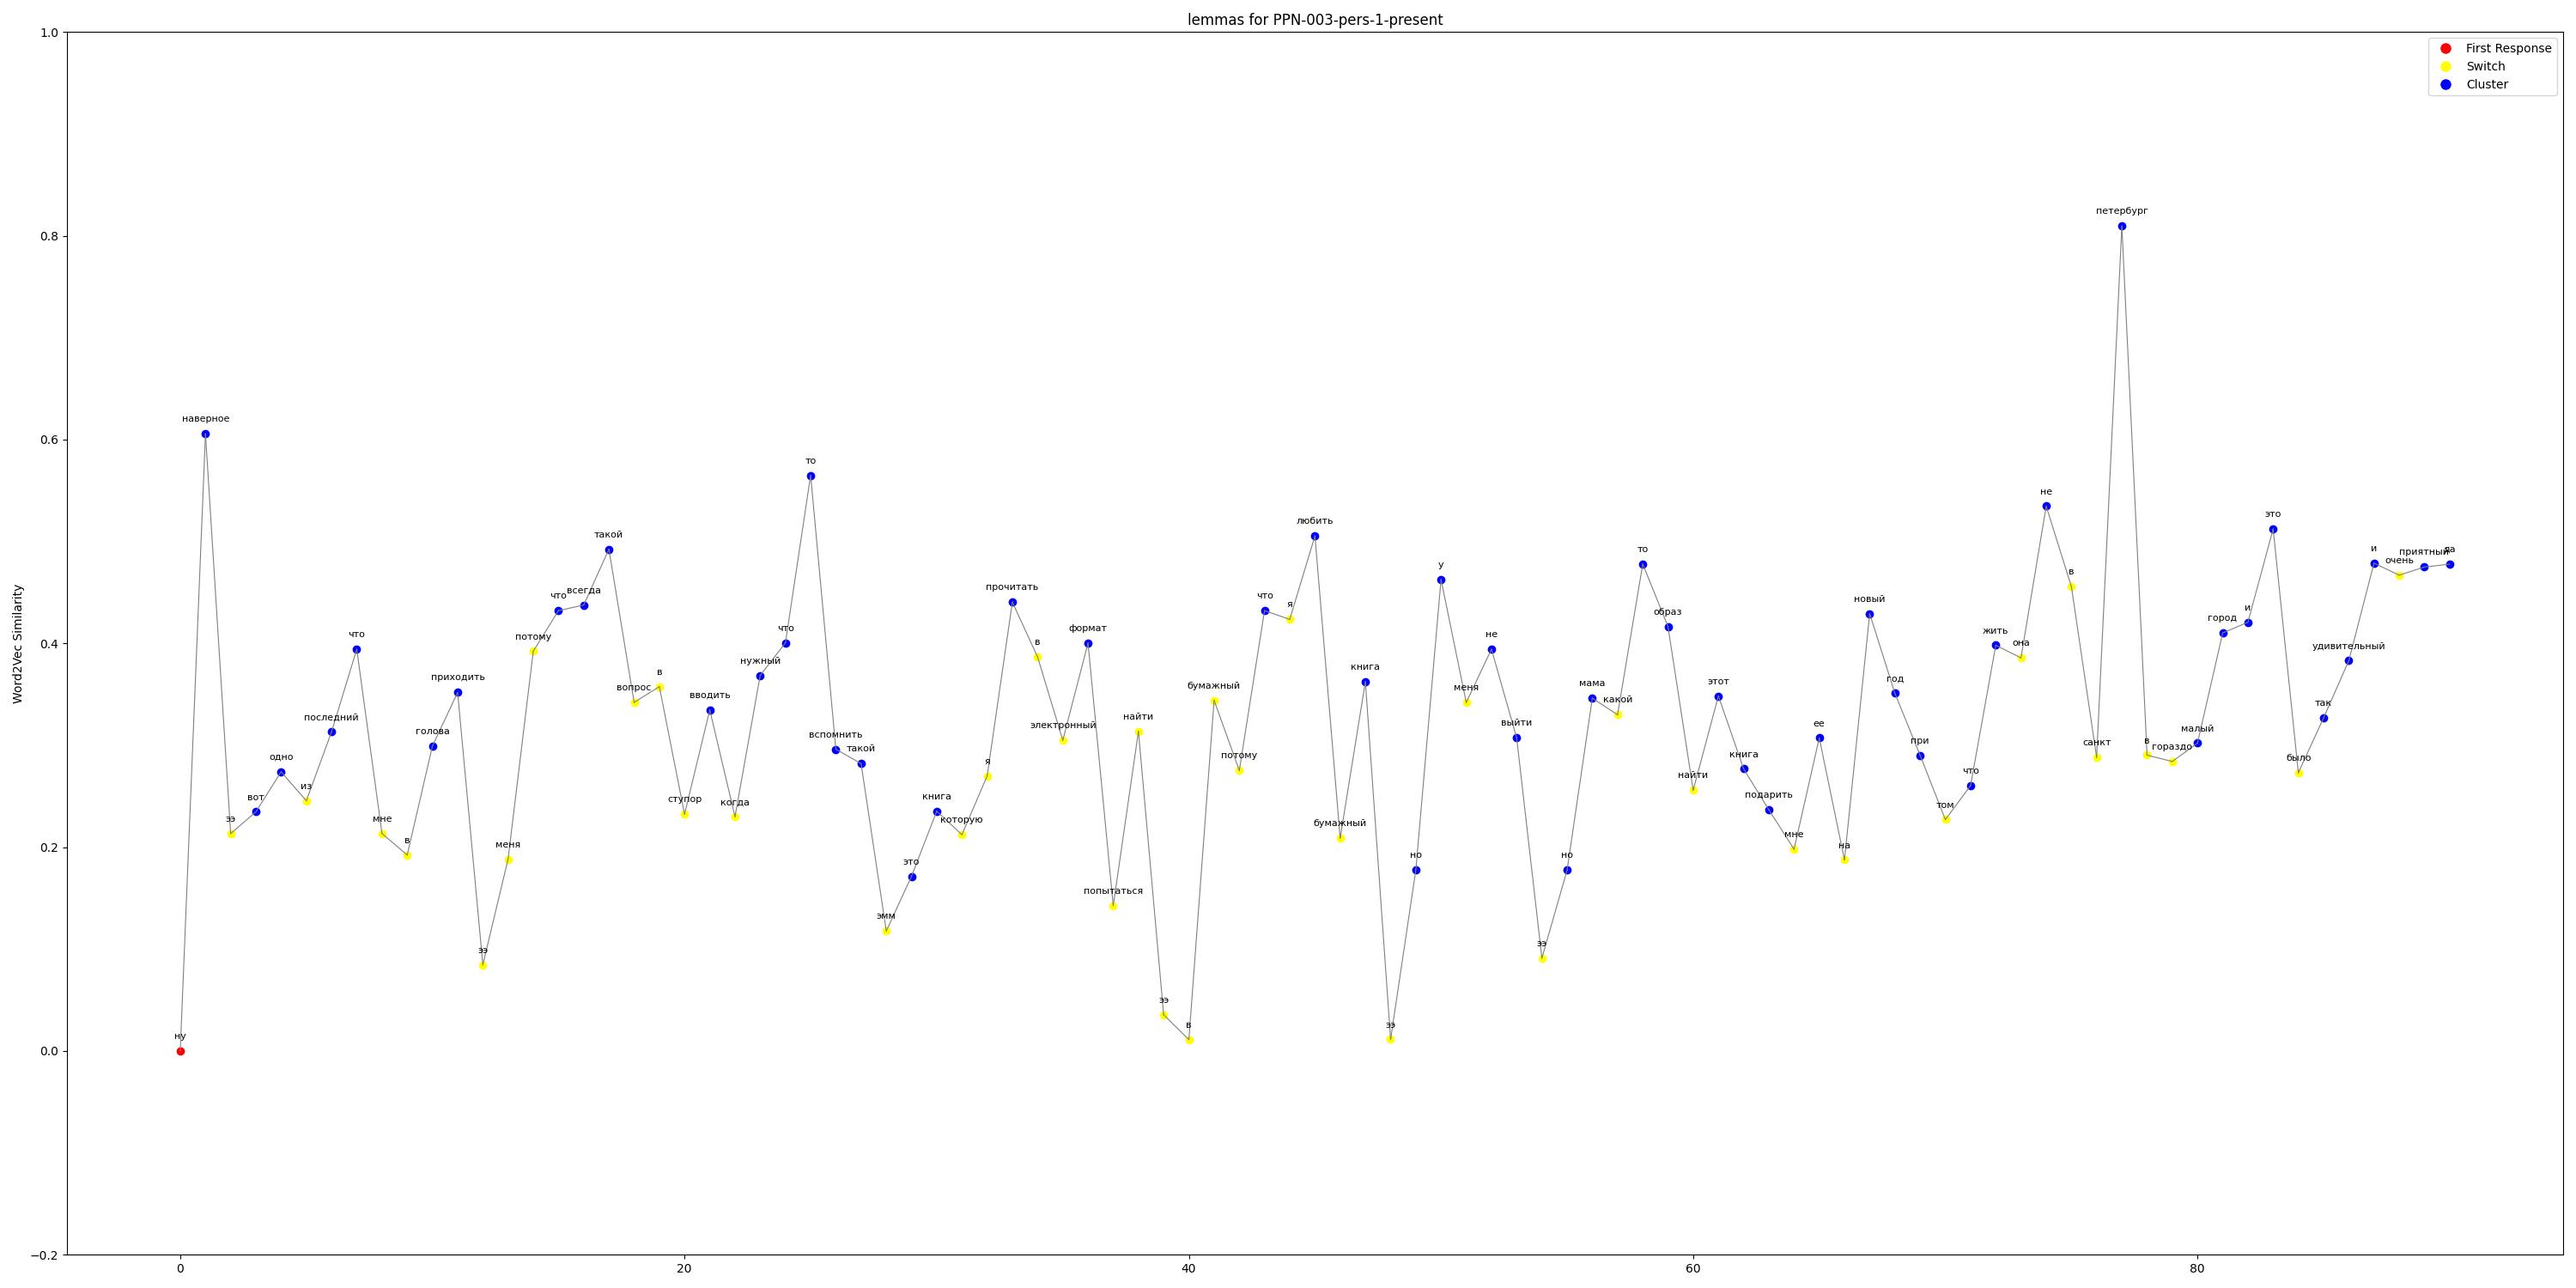 lemmas for PPN-003-pers-1-present
First Response
Switch
Cluster
Word2Vec Similarity
1.0
0.8
0.6
0.4
0.2
0.0
−0.2
ну
наверное
ээ
вот
одно
из
последний
что
мне
в
голова
приходить
ээ
меня
потому
что
всегда
такой
вопрос
в
ступор
вводить
когда
нужный
что
то
вспомнить
такой
эмм
это
книга
которую
я
прочитать
в
электронный
формат
попытаться
найти
ээ
в
бумажный
потому
что
я
любить
бумажный
книга
ээ
но
у
меня
не
выйти
ээ
но
мама
какой
то
образ
найти
этот
книга
подарить
мне
ее
на
новый
год
при
том
что
жить
она
не
в
санкт
петербург
в
гораздо
малый
город
и
это
было
так
удивительный
и
очень
приятный
да
0
20
40
60
80